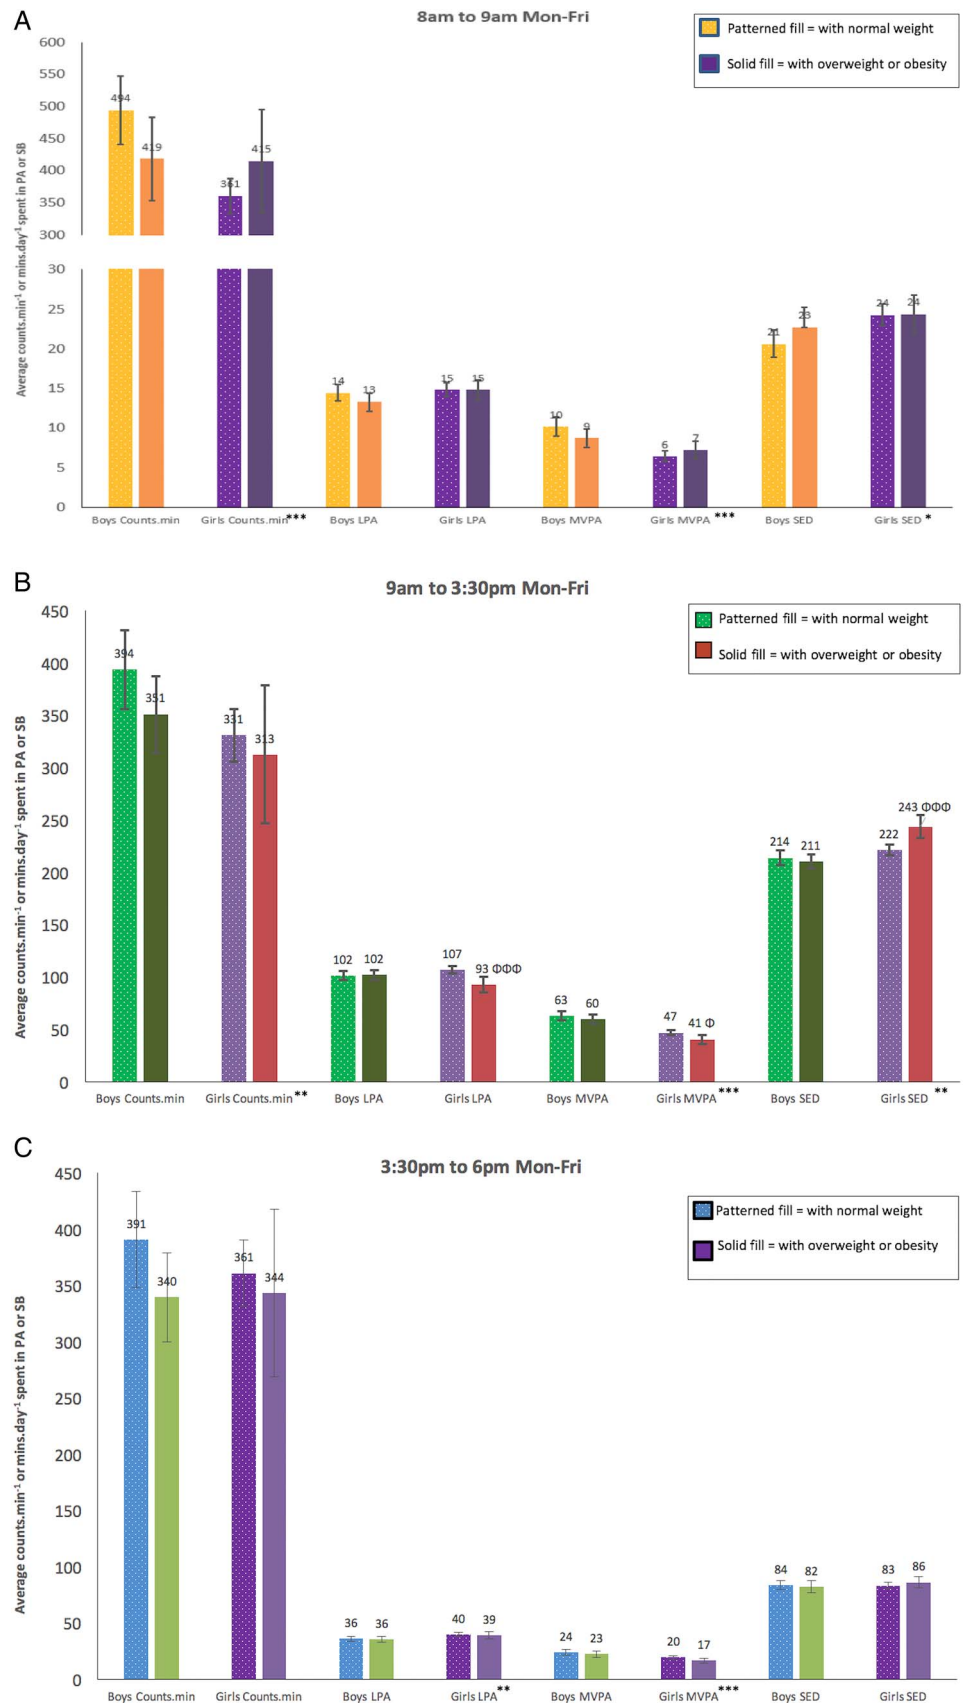 A
8am to 9am Mon-Fri
Patterned fill = with normal weight
Solid fill = with overweight or obesity
Average counts.min⁻¹ or mins.day⁻¹ spent in PA or SB
600
550
500
450
400
350
300
30
25
20
15
10
5
0
494 419 361 415
14 13 15 15 10 9 6 7 21 23 24 24
Boys Counts.min Girls Counts.min*** Boys LPA Girls LPA Boys MVPA Girls MVPA *** Boys SED Girls SED *
B
9am to 3:30pm Mon-Fri
Patterned fill = with normal weight
Solid fill = with overweight or obesity
Average counts.min⁻¹ or mins.day⁻¹ spent in PA or SB
450
400
350
300
250
200
150
100
50
0
394 351 331 313 102 102 107 93 ΦΦΦ 63 60 47 41 Φ 214 211 222 243 ΦΦΦ
Boys Counts.min Girls Counts.min ** Boys LPA Girls LPA Boys MVPA Girls MVPA *** Boys SED Girls SED **
C
3:30pm to 6pm Mon-Fri
Patterned fill = with normal weight
Solid fill = with overweight or obesity
Average counts.min⁻¹ or mins.day⁻¹ spent in PA or SB
450
400
350
300
250
200
150
100
50
0
391 340 361 344 36 36 40 39 24 23 20 17 84 82 83 86
Boys Counts.min Girls Counts.min Boys LPA Girls LPA** Boys MVPA Girls MVPA *** Boys SED Girls SED